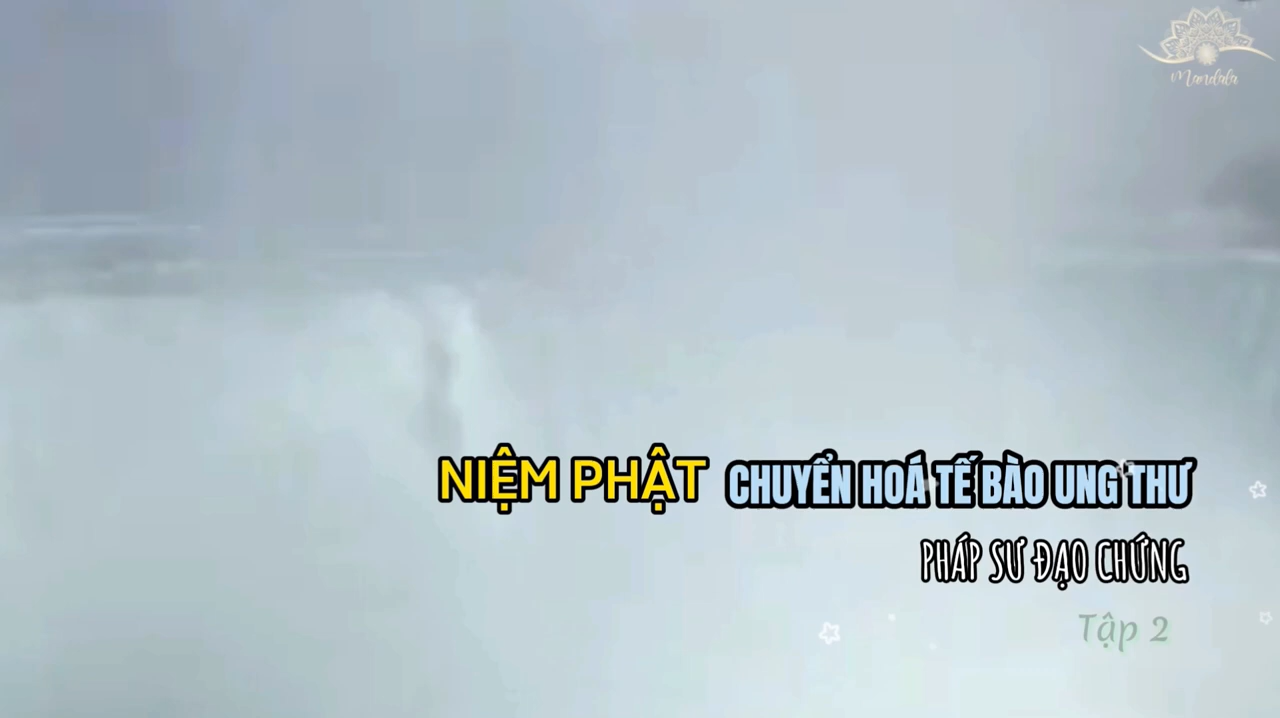 Mandala
NIỆM PHẬT CHUYỂN HOÁ TẾ BÀO UNG THƯ
PHÁP SƯ ĐẠO CHỨNG
Tập 2